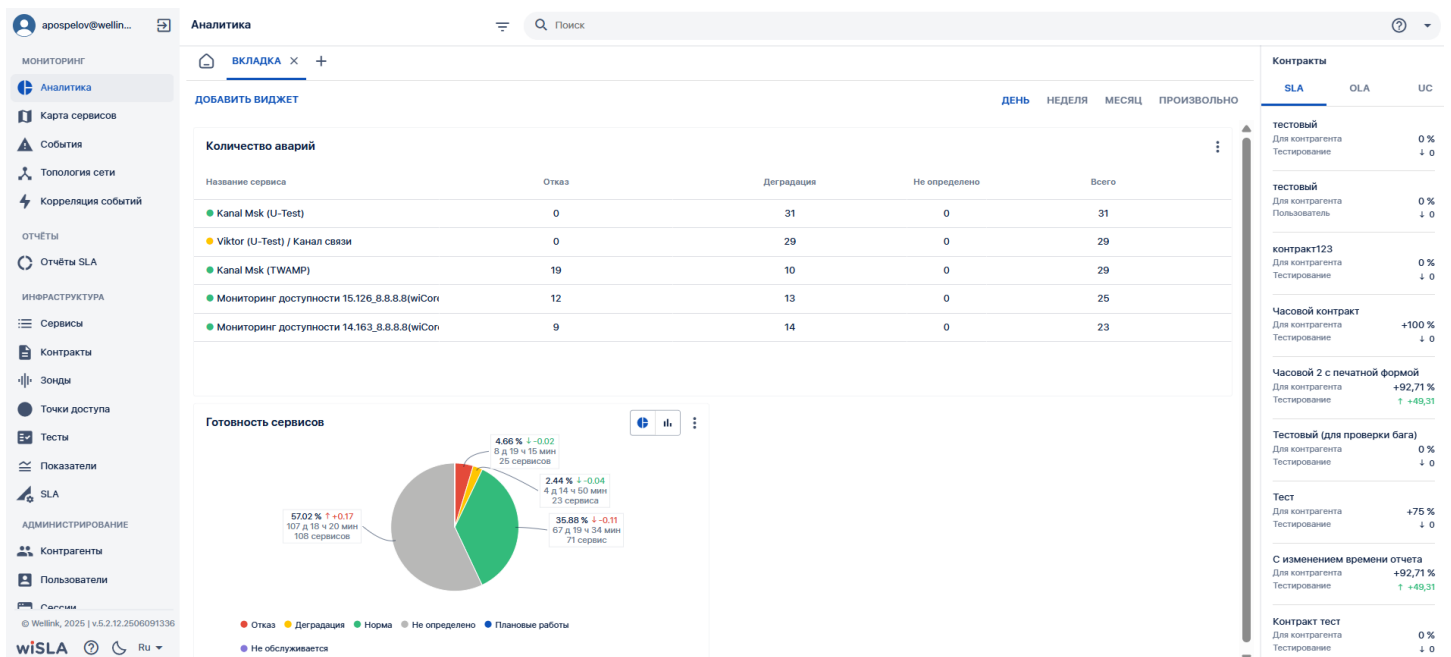 apospelov@wellin...
МОНИТОРИНГ
Аналитика
Карта сервисов
События
Топология сети
Корреляция событий
ОТЧЁТЫ
Отчёты SLA
ИНФРАСТРУКТУРА
Сервисы
Контракты
Зонды
Точки доступа
Тесты
Показатели
SLA
АДМИНИСТРИРОВАНИЕ
Контрагенты
Пользователи
Сессии
© Wellink, 2025 | v.5.2.12.2506091336
wiSLA Ru
Аналитика
Поиск
ВКЛАДКА
ДОБАВИТЬ ВИДЖЕТ
ДЕНЬ НЕДЕЛЯ МЕСЯЦ ПРОИЗВОЛЬНО
Количество аварий
Название сервиса Отказ Деградация Не определено Всего
Kanal Msk (U-Test) 0 31 0 31
Viktor (U-Test) / Канал связи 0 29 0 29
Kanal Msk (TWAMP) 19 10 0 29
Мониторинг доступности 15.126_8.8.8.8(wiCore 12 13 0 25
Мониторинг доступности 14.163_8.8.8.8(wiCore 9 14 0 23
Готовность сервисов
4.66 % ↓ -0.02
8 д 19 ч 15 мин
25 сервисов
2.44 % ↓ -0.04
4 д 14 ч 50 мин
23 сервиса
57.02 % ↑ +0.17
107 д 18 ч 20 мин
108 сервисов
35.88 % ↓ -0.11
67 д 19 ч 34 мин
71 сервис
Отказ Деградация Норма Не определено Плановые работы
Не обслуживается
Контракты
SLA OLA UC
тестовый
Для контрагента 0 %
Тестирование ↓ 0
тестовый
Для контрагента 0 %
Пользователь ↓ 0
контракт123
Для контрагента 0 %
Тестирование ↓ 0
Часовой контракт
Для контрагента +100 %
Тестирование ↓ 0
Часовой 2 с печатной формой
Для контрагента +92,71 %
Тестирование ↑ +49,31
Тестовый (для проверки бага)
Для контрагента 0 %
Тестирование ↓ 0
Тест
Для контрагента +75 %
Тестирование ↓ 0
С изменением времени отчета
Для контрагента +92,71 %
Тестирование ↑ +49,31
Контракт тест
Для контрагента 0 %
Тестирование ↓ 0